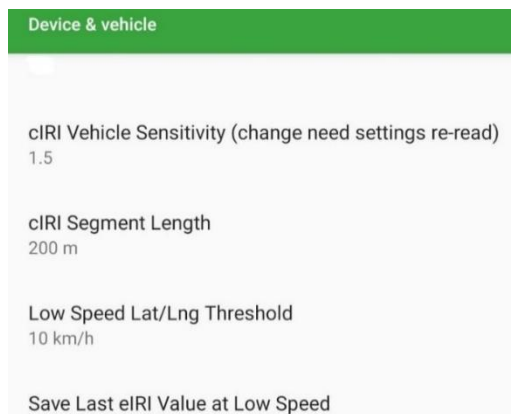 Device & vehicle
cIRI Vehicle Sensitivity (change need settings re-read)
1.5
cIRI Segment Length
200 m
Low Speed Lat/Lng Threshold
10 km/h
Save Last eIRI Value at Low Speed